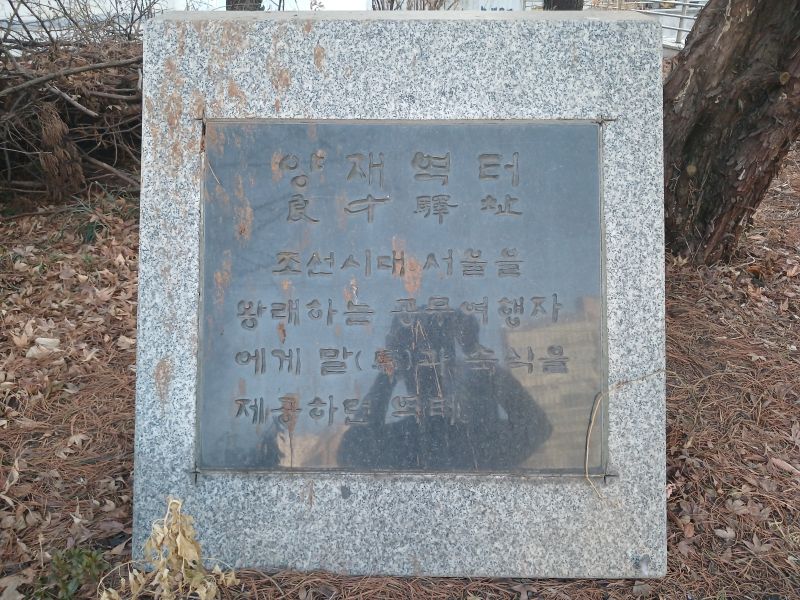 양재역터
良才驛址
조선시대 서울을
왕래하는 공무여행자
에게 말(馬)과 숙식을
제공하던 역터